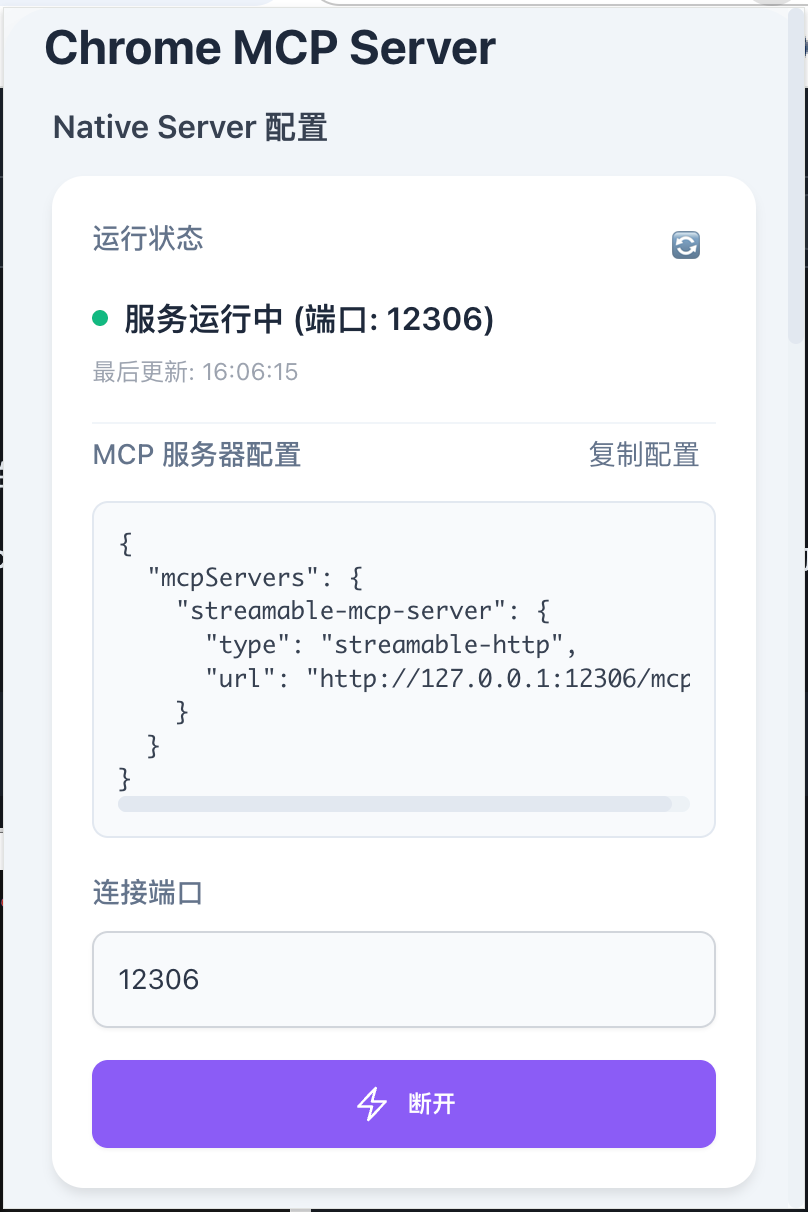 Chrome MCP Server
Native Server 配置
运行状态
服务运行中 (端口: 12306)
最后更新: 16:06:15
MCP 服务器配置 复制配置
{
  "mcpServers": {
    "streamable-mcp-server": {
      "type": "streamable-http",
      "url": "http://127.0.0.1:12306/mcp
    }
  }
}
连接端口
12306
断开